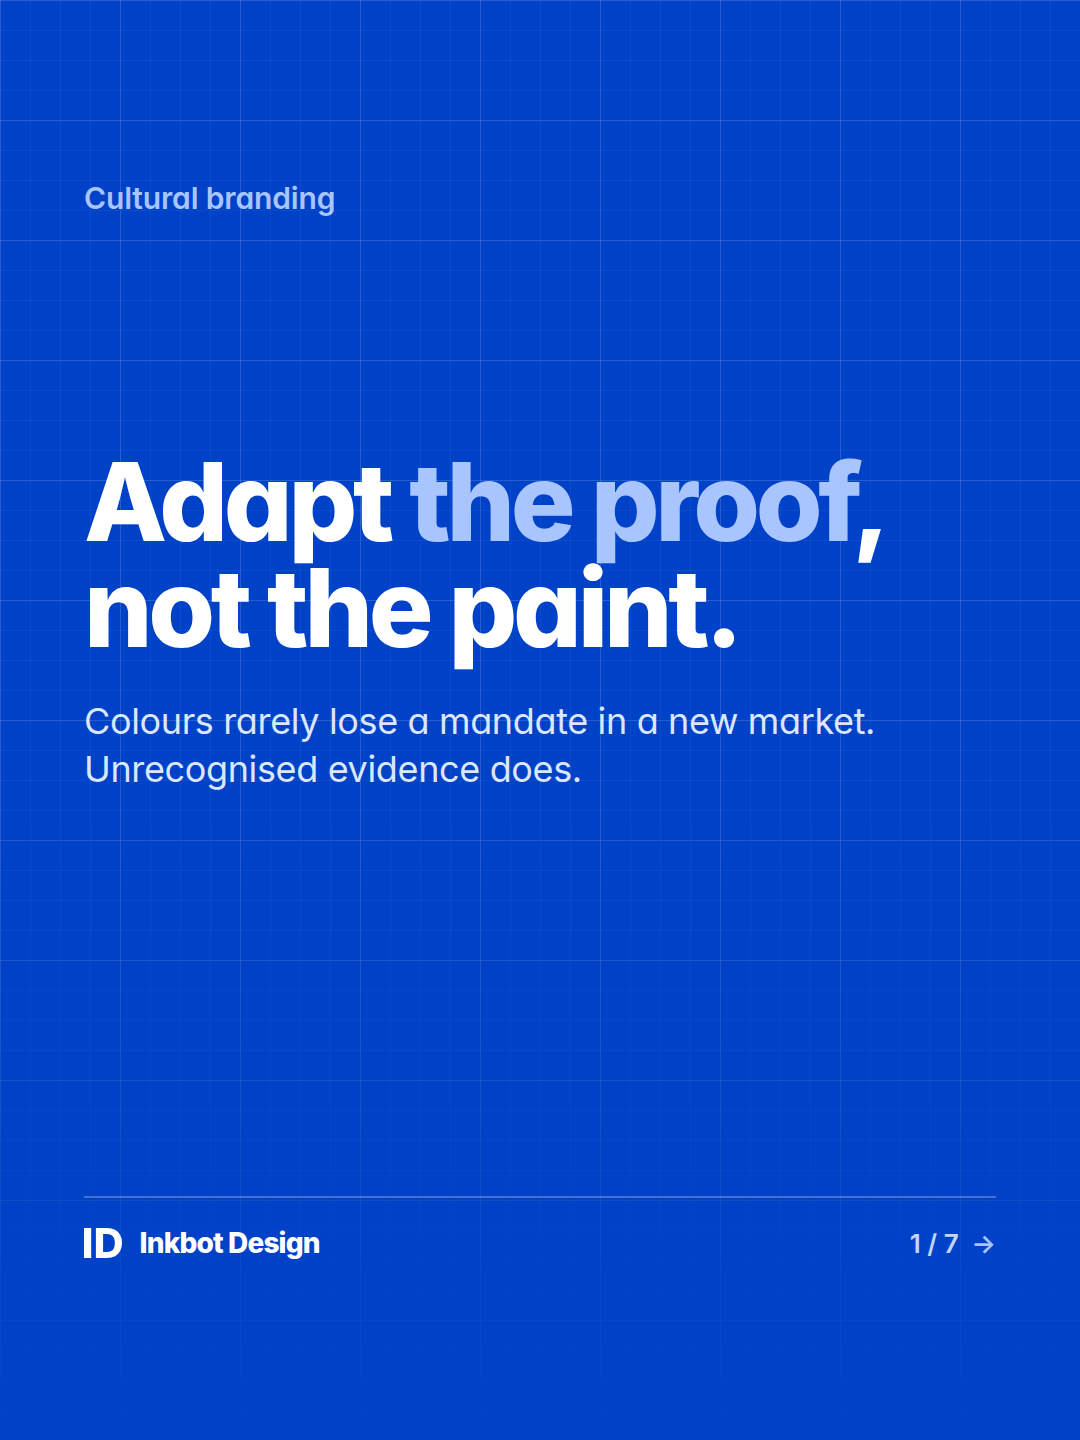 Cultural branding
Adapt the proof,
not the paint.
Colours rarely lose a mandate in a new market.
Unrecognised evidence does.
ID Inkbot Design
1 / 7 →